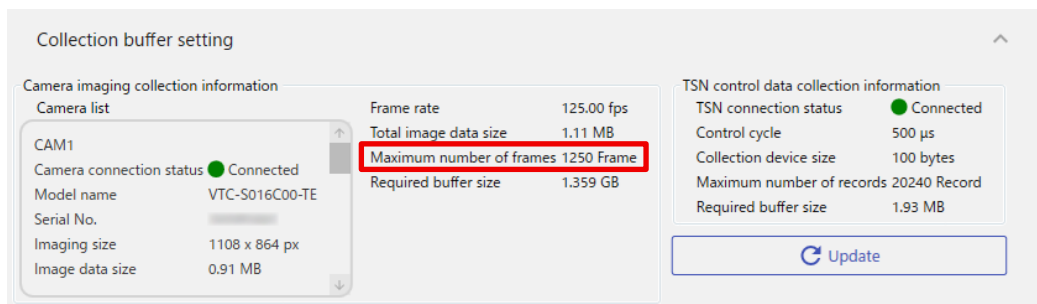 Collection buffer setting
Camera imaging collection information
Camera list
CAM1
Camera connection status Connected
Model name VTC-S016C00-TE
Serial No.
Imaging size 1108 x 864 px
Image data size 0.91 MB
Frame rate 125.00 fps
Total image data size 1.11 MB
Maximum number of frames 1250 Frame
Required buffer size 1.359 GB
TSN control data collection information
TSN connection status Connected
Control cycle 500 µs
Collection device size 100 bytes
Maximum number of records 20240 Record
Required buffer size 1.93 MB
Update